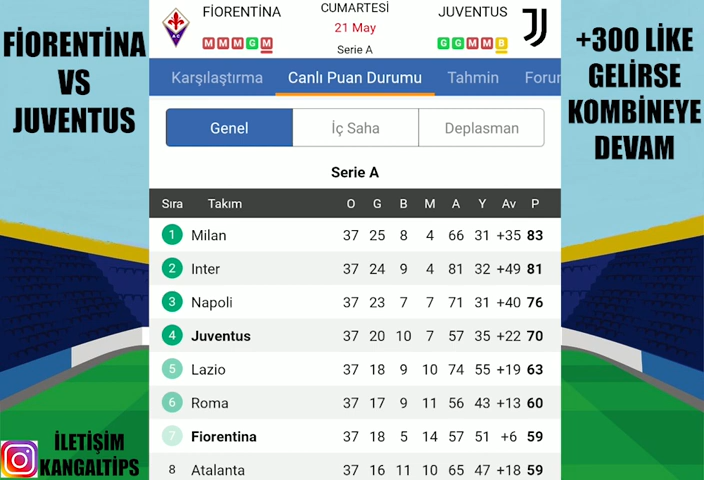 FİORENTİNA
VS
JUVENTUS
FİORENTİNA
M M M G M
CUMARTESİ
21 May
Serie A
JUVENTUS
G G M M B
Karşılaştırma Canlı Puan Durumu Tahmin Forum
Genel İç Saha Deplasman
Serie A
Sıra Takım O G B M A Y Av P
1 Milan 37 25 8 4 66 31 +35 83
2 Inter 37 24 9 4 81 32 +49 81
3 Napoli 37 23 7 7 71 31 +40 76
4 Juventus 37 20 10 7 57 35 +22 70
5 Lazio 37 18 9 10 74 55 +19 63
6 Roma 37 17 9 11 56 43 +13 60
7 Fiorentina 37 18 5 14 57 51 +6 59
8 Atalanta 37 16 11 10 65 47 +18 59
+300 LİKE
GELİRSE
KOMBİNEYE
DEVAM
İLETİŞİM
KANGALTİPS